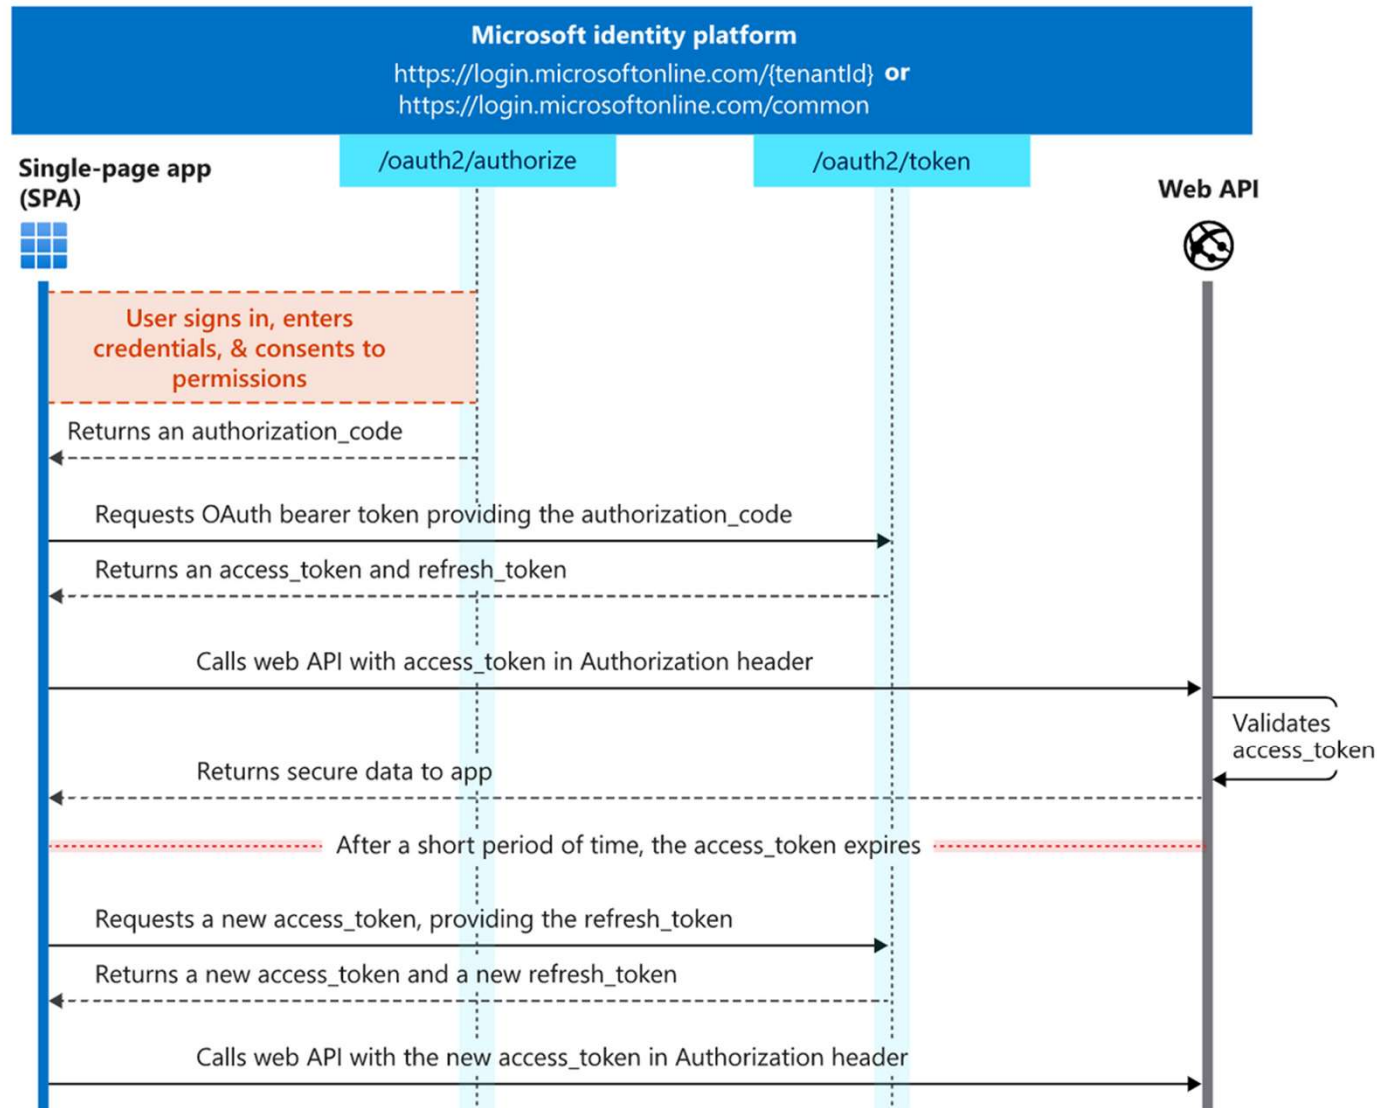 Microsoft identity platform
https://login.microsoftonline.com/{tenantId} or
https://login.microsoftonline.com/common
/oauth2/authorize
/oauth2/token
Single-page app
(SPA)
Web API
User signs in, enters
credentials, & consents to
permissions
Returns an authorization_code
Requests OAuth bearer token providing the authorization_code
Returns an access_token and refresh_token
Calls web API with access_token in Authorization header
Validates
access_token
Returns secure data to app
After a short period of time, the access_token expires
Requests a new access_token, providing the refresh_token
Returns a new access_token and a new refresh_token
Calls web API with the new access_token in Authorization header